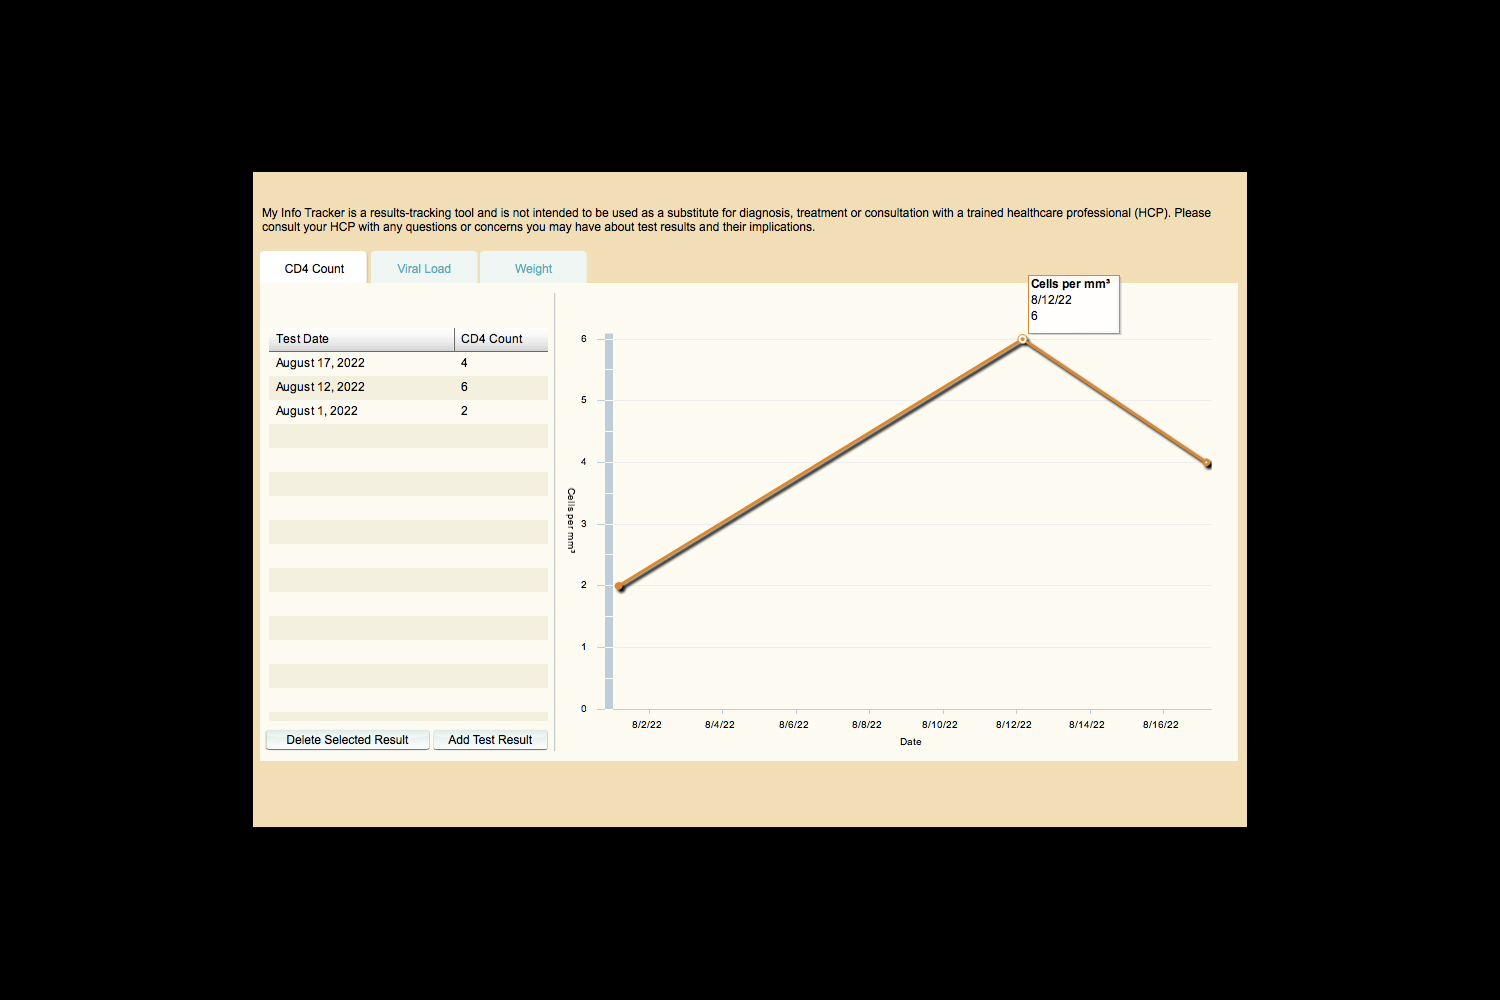 My Info Tracker is a results-tracking tool and is not intended to be used as a substitute for diagnosis, treatment or consultation with a trained healthcare professional (HCP). Please
consult your HCP with any questions or concerns you may have about test results and their implications.
CD4 Count
Viral Load
Weight
Test Date
CD4 Count
August 17, 2022
4
August 12, 2022
6
August 1, 2022
2
Delete Selected Result
Add Test Result
Cells per mm³
8/12/22
6
6
5
4
3
2
1
0
Cells per mm³
8/2/22
8/4/22
8/6/22
8/8/22
8/10/22
8/12/22
8/14/22
8/16/22
Date